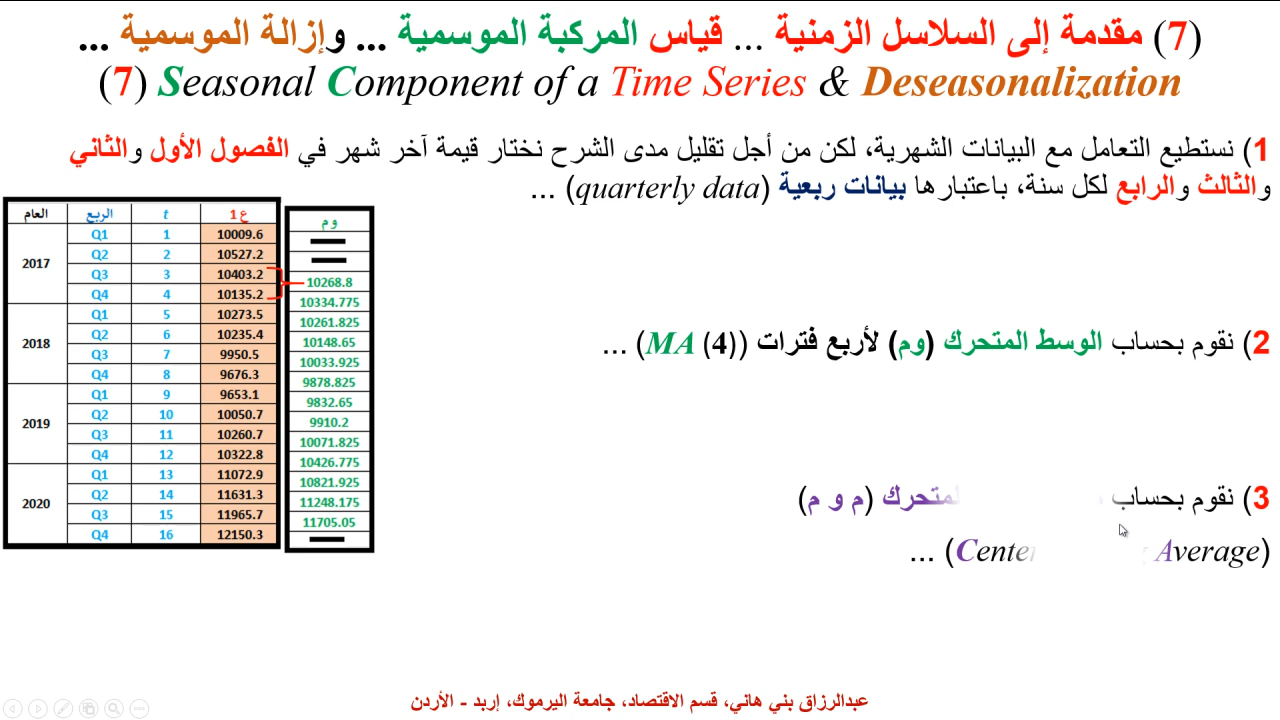 (7) مقدمة إلى السلاسل الزمنية ... قياس المركبة الموسمية ... وإزالة الموسمية ...
(7) Seasonal Component of a Time Series & Deseasonalization
1) نستطيع التعامل مع البيانات الشهرية، لكن من أجل تقليل مدى الشرح نختار قيمة آخر شهر في الفصول الأول والثاني
والثالث والرابع لكل سنة، باعتبارها بيانات ربعية (quarterly data) ...
العام الربع t ع 1
2017 Q1 1 10009.6
Q2 2 10527.2
Q3 3 10403.2
Q4 4 10135.2
2018 Q1 5 10273.5
Q2 6 10235.4
Q3 7 9950.5
Q4 8 9676.3
2019 Q1 9 9653.1
Q2 10 10050.7
Q3 11 10260.7
Q4 12 10322.8
2020 Q1 13 11072.9
Q2 14 11631.3
Q3 15 11965.7
Q4 16 12150.3
و م
10268.8
10334.775
10261.825
10148.65
10033.925
9878.825
9832.65
9910.2
10071.825
10426.775
10821.925
11248.175
11705.05
2) نقوم بحساب الوسط المتحرك (وم) لأربع فترات (MA (4)) ...
3) نقوم بحساب المتحرك (م و م)
(Average ...
عبدالرزاق بني هاني، قسم الاقتصاد، جامعة اليرموك، إربد - الأردن